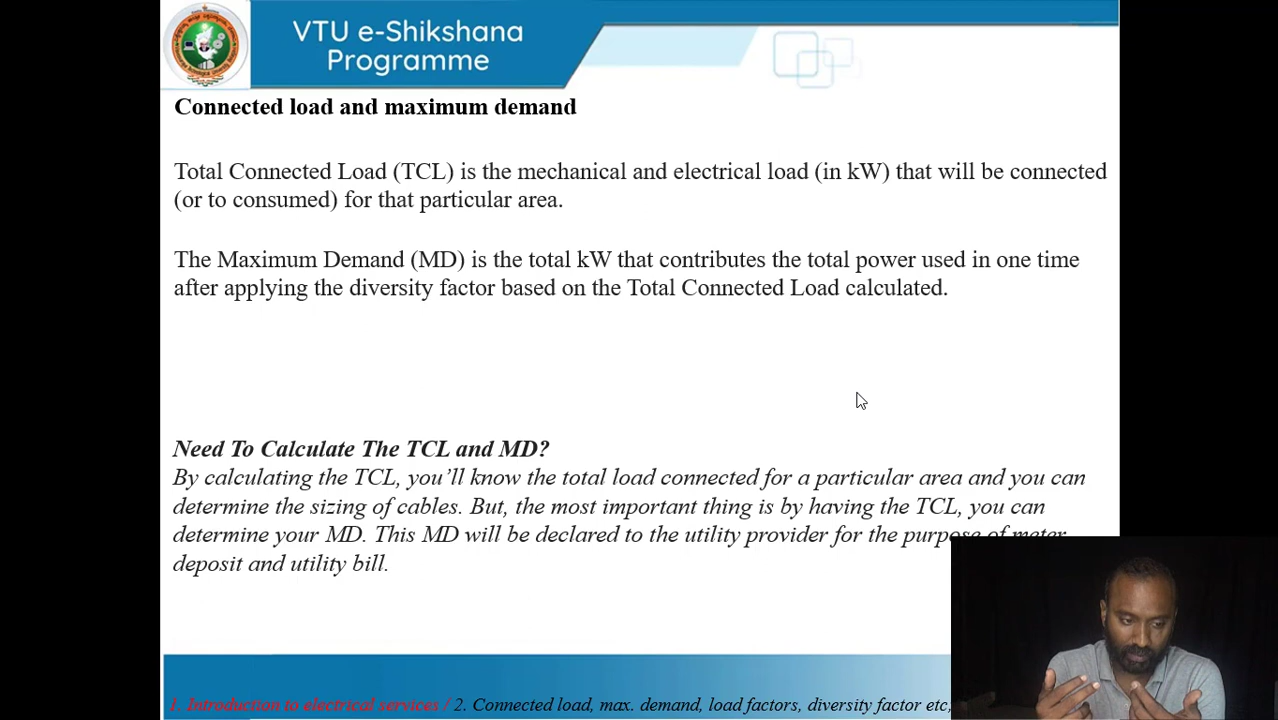 VTU e-Shikshana
Programme
Connected load and maximum demand
Total Connected Load (TCL) is the mechanical and electrical load (in kW) that will be connected
(or to consumed) for that particular area.
The Maximum Demand (MD) is the total kW that contributes the total power used in one time
after applying the diversity factor based on the Total Connected Load calculated.
Need To Calculate The TCL and MD?
By calculating the TCL, you’ll know the total load connected for a particular area and you can
determine the sizing of cables. But, the most important thing is by having the TCL, you can
determine your MD. This MD will be declared to the utility provider for the purpose of meter
deposit and utility bill.
1. Introduction to electrical services / 2. Connected load, max. demand, load factors, diversity factor etc,